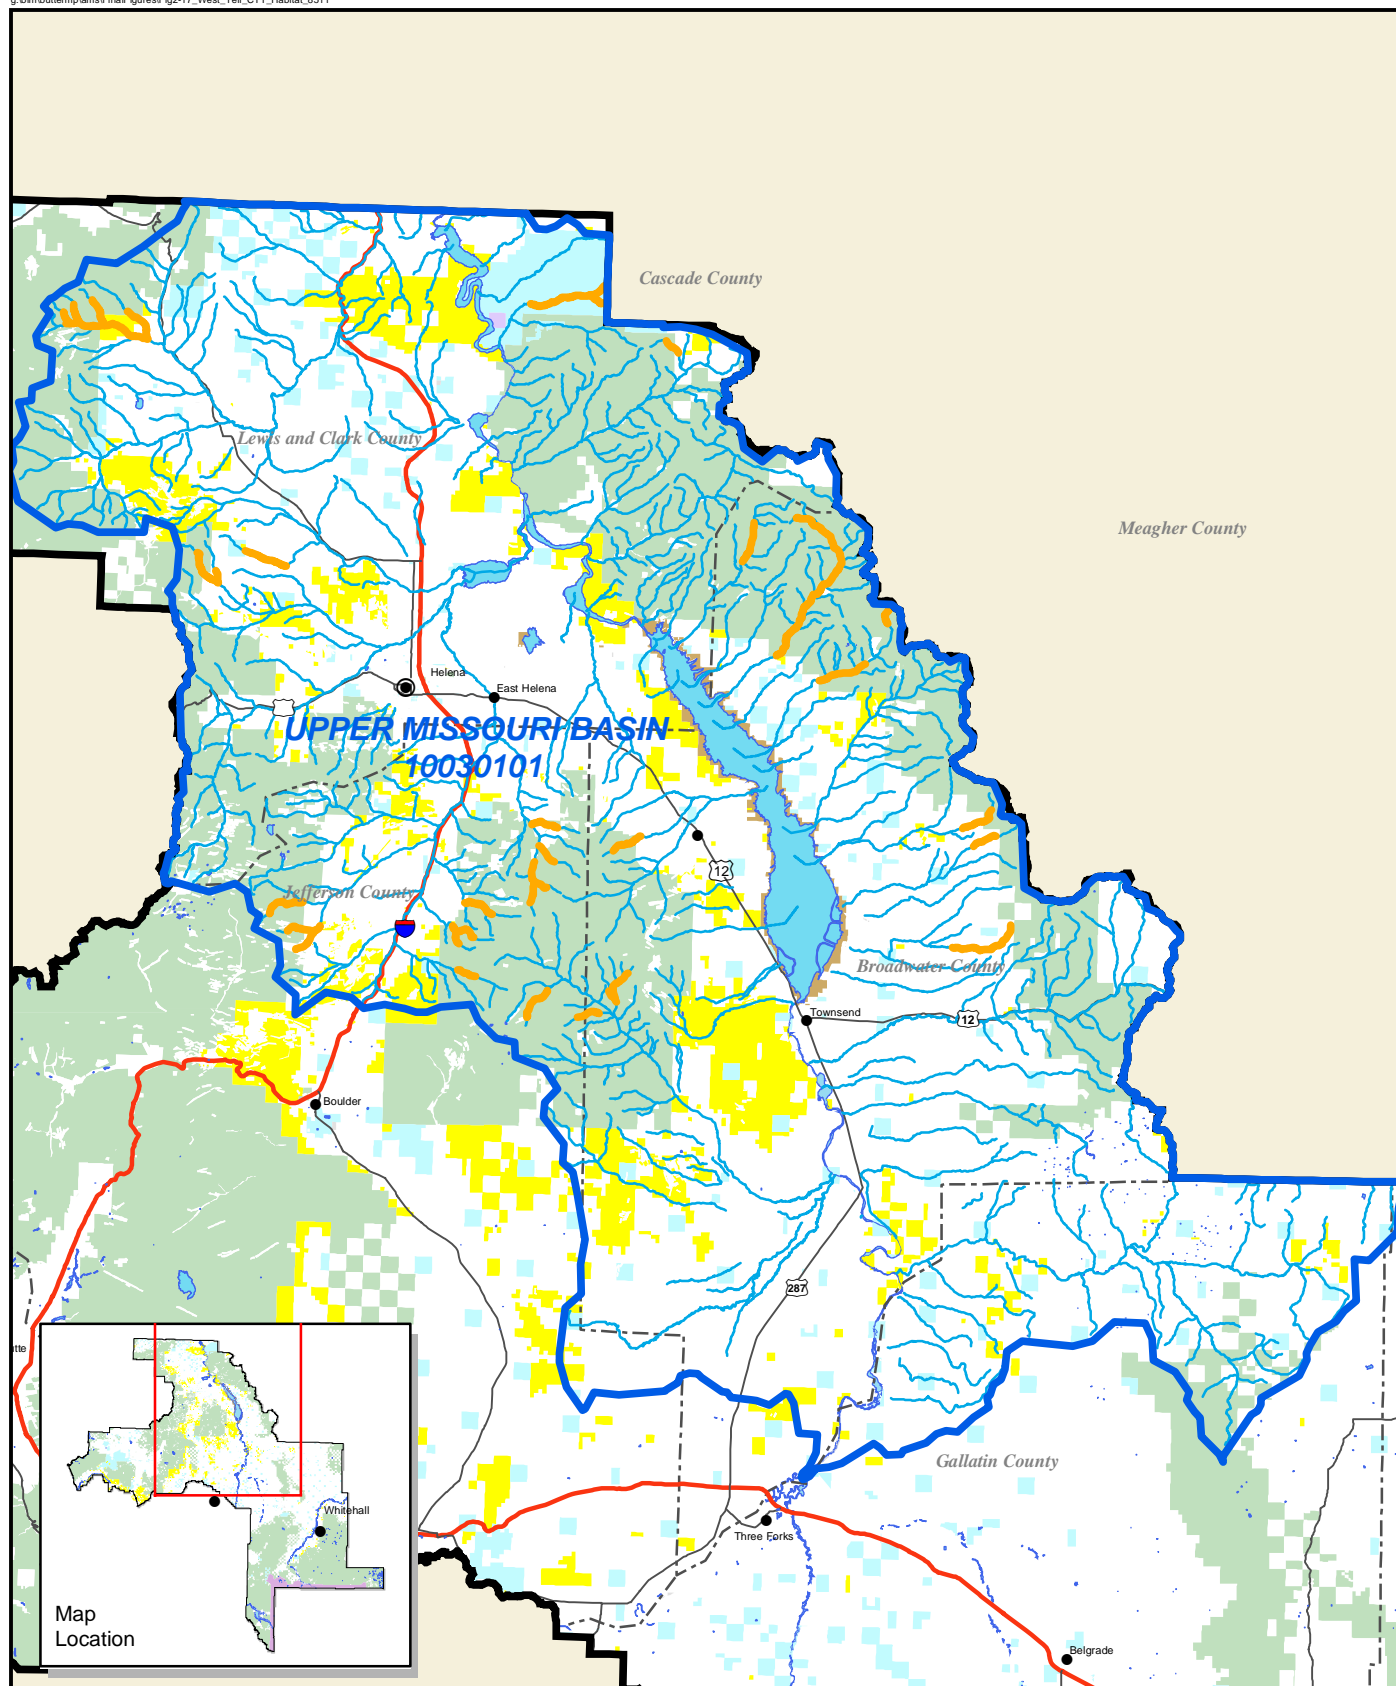 Cascade County
Lewis and Clark County
Meagher County
Helena
East Helena
UPPER MISSOURI BASIN
10030101
12
Jefferson County
Broadwater County
Townsend
12
Boulder
287
Gallatin County
Whitehall
Three Forks
Map
Location
Belgrade